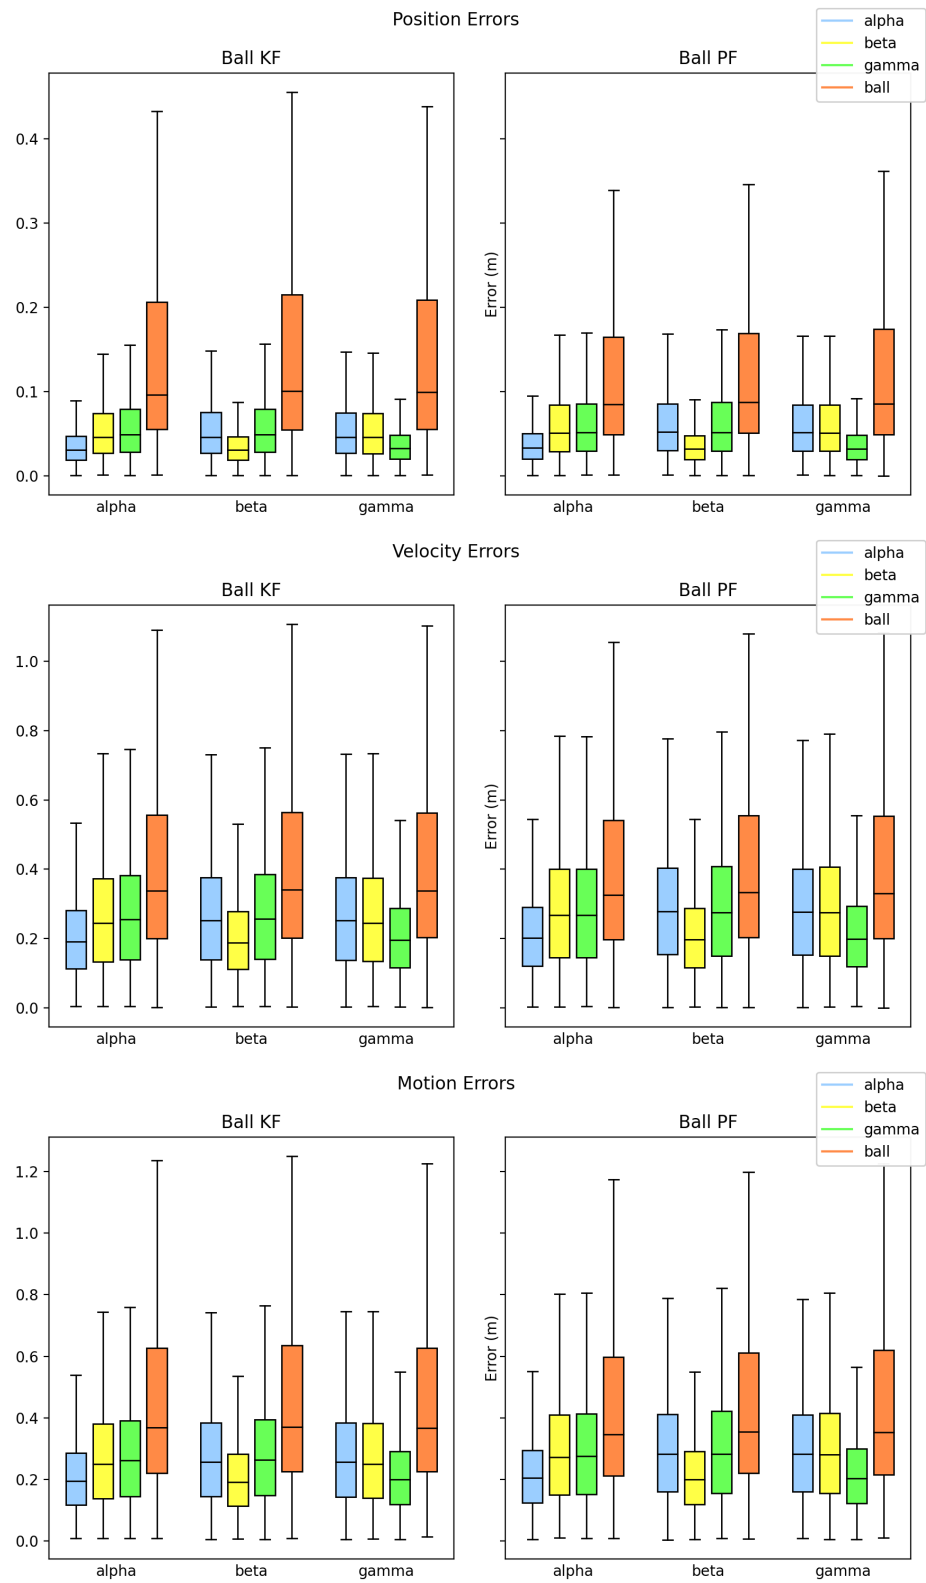 Position Errors
Ball KF
Ball PF
alpha
beta
gamma
ball
0.4
0.3
0.2
0.1
0.0
Error (m)
alpha
beta
gamma
alpha
beta
gamma
Velocity Errors
Ball KF
Ball PF
alpha
beta
gamma
ball
1.0
0.8
0.6
0.4
0.2
0.0
Error (m)
alpha
beta
gamma
alpha
beta
gamma
Motion Errors
Ball KF
Ball PF
alpha
beta
gamma
ball
1.2
1.0
0.8
0.6
0.4
0.2
0.0
Error (m)
alpha
beta
gamma
alpha
beta
gamma